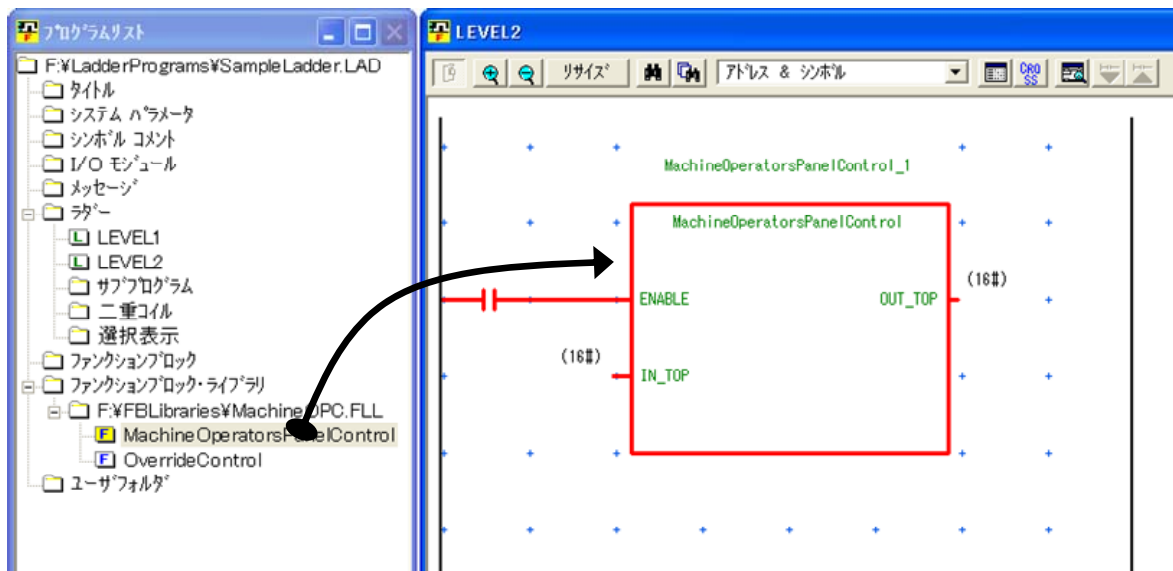 プログラムリスト
F:¥LadderPrograms¥SampleLadder.LAD
タイトル
システム パラメータ
シンボル コメント
I/O モジュール
メッセージ
ラダー
LEVEL1
LEVEL2
サブプログラム
二重コイル
選択表示
ファンクションブロック
ファンクションブロック・ライブラリ
F:¥FBLibraries¥MachineOPC.FLL
F MachineOperatorsPanelControl
F OverrideControl
ユーザフォルダ
LEVEL2
リサイズ
アドレス & シンボル
CROSS
MachineOperatorsPanelControl_1
MachineOperatorsPanelControl
(16#)
ENABLE OUT_TOP
(16#)
IN_TOP